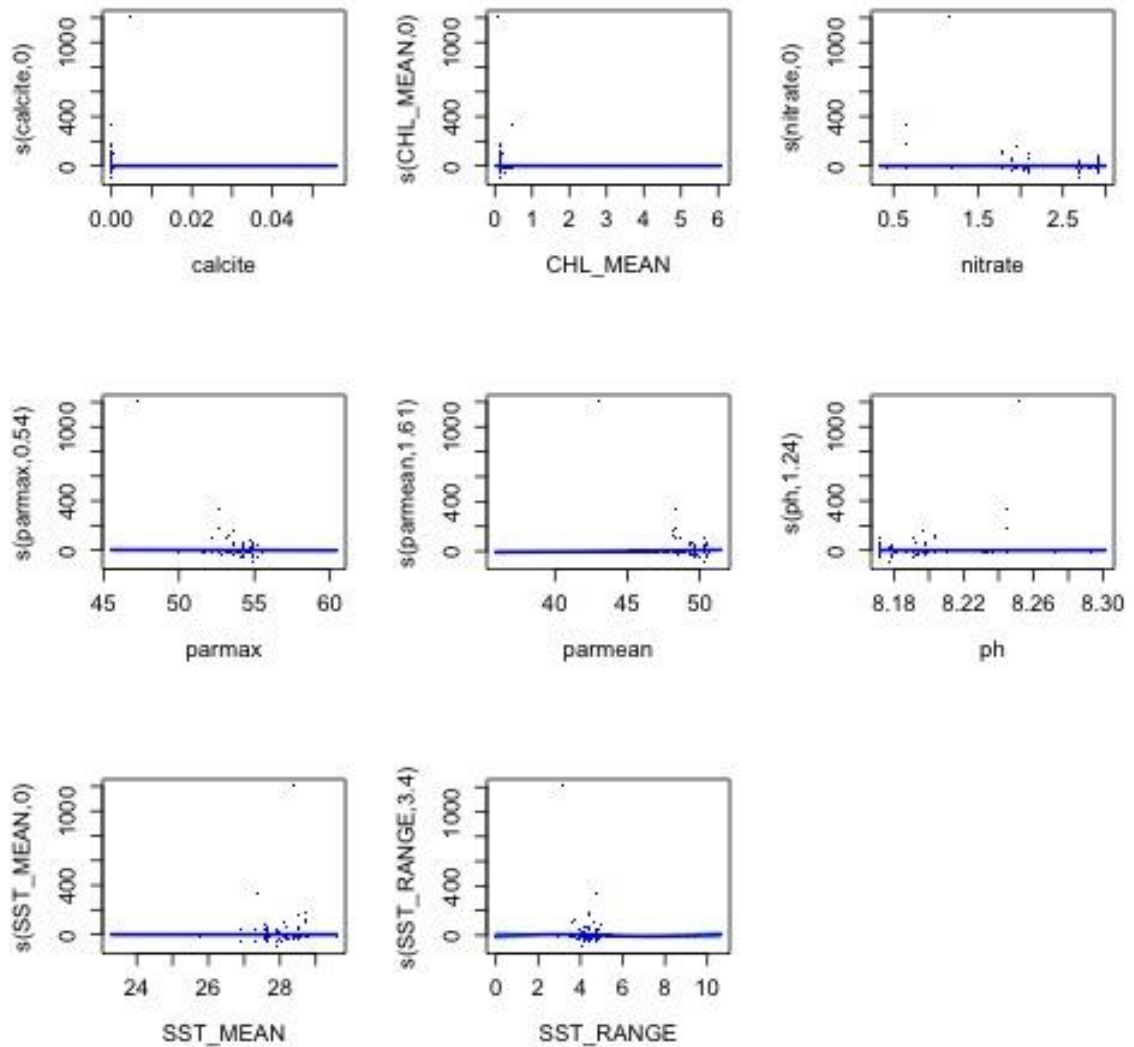 s(calcite,0)
0 400 1000
0.00 0.02 0.04
calcite
s(CHL_MEAN,0)
0 400 1000
0 1 2 3 4 5 6
CHL_MEAN
s(nitrate,0)
0 400 1000
0.5 1.5 2.5
nitrate
s(parmax,0.54)
0 400 1000
45 50 55 60
parmax
s(parmean,1.61)
0 400 1000
40 45 50
parmean
s(ph,1.24)
0 400 1000
8.18 8.22 8.26 8.30
ph
s(SST_MEAN,0)
0 400 1000
24 26 28
SST_MEAN
s(SST_RANGE,3.4)
0 400 1000
0 2 4 6 8 10
SST_RANGE